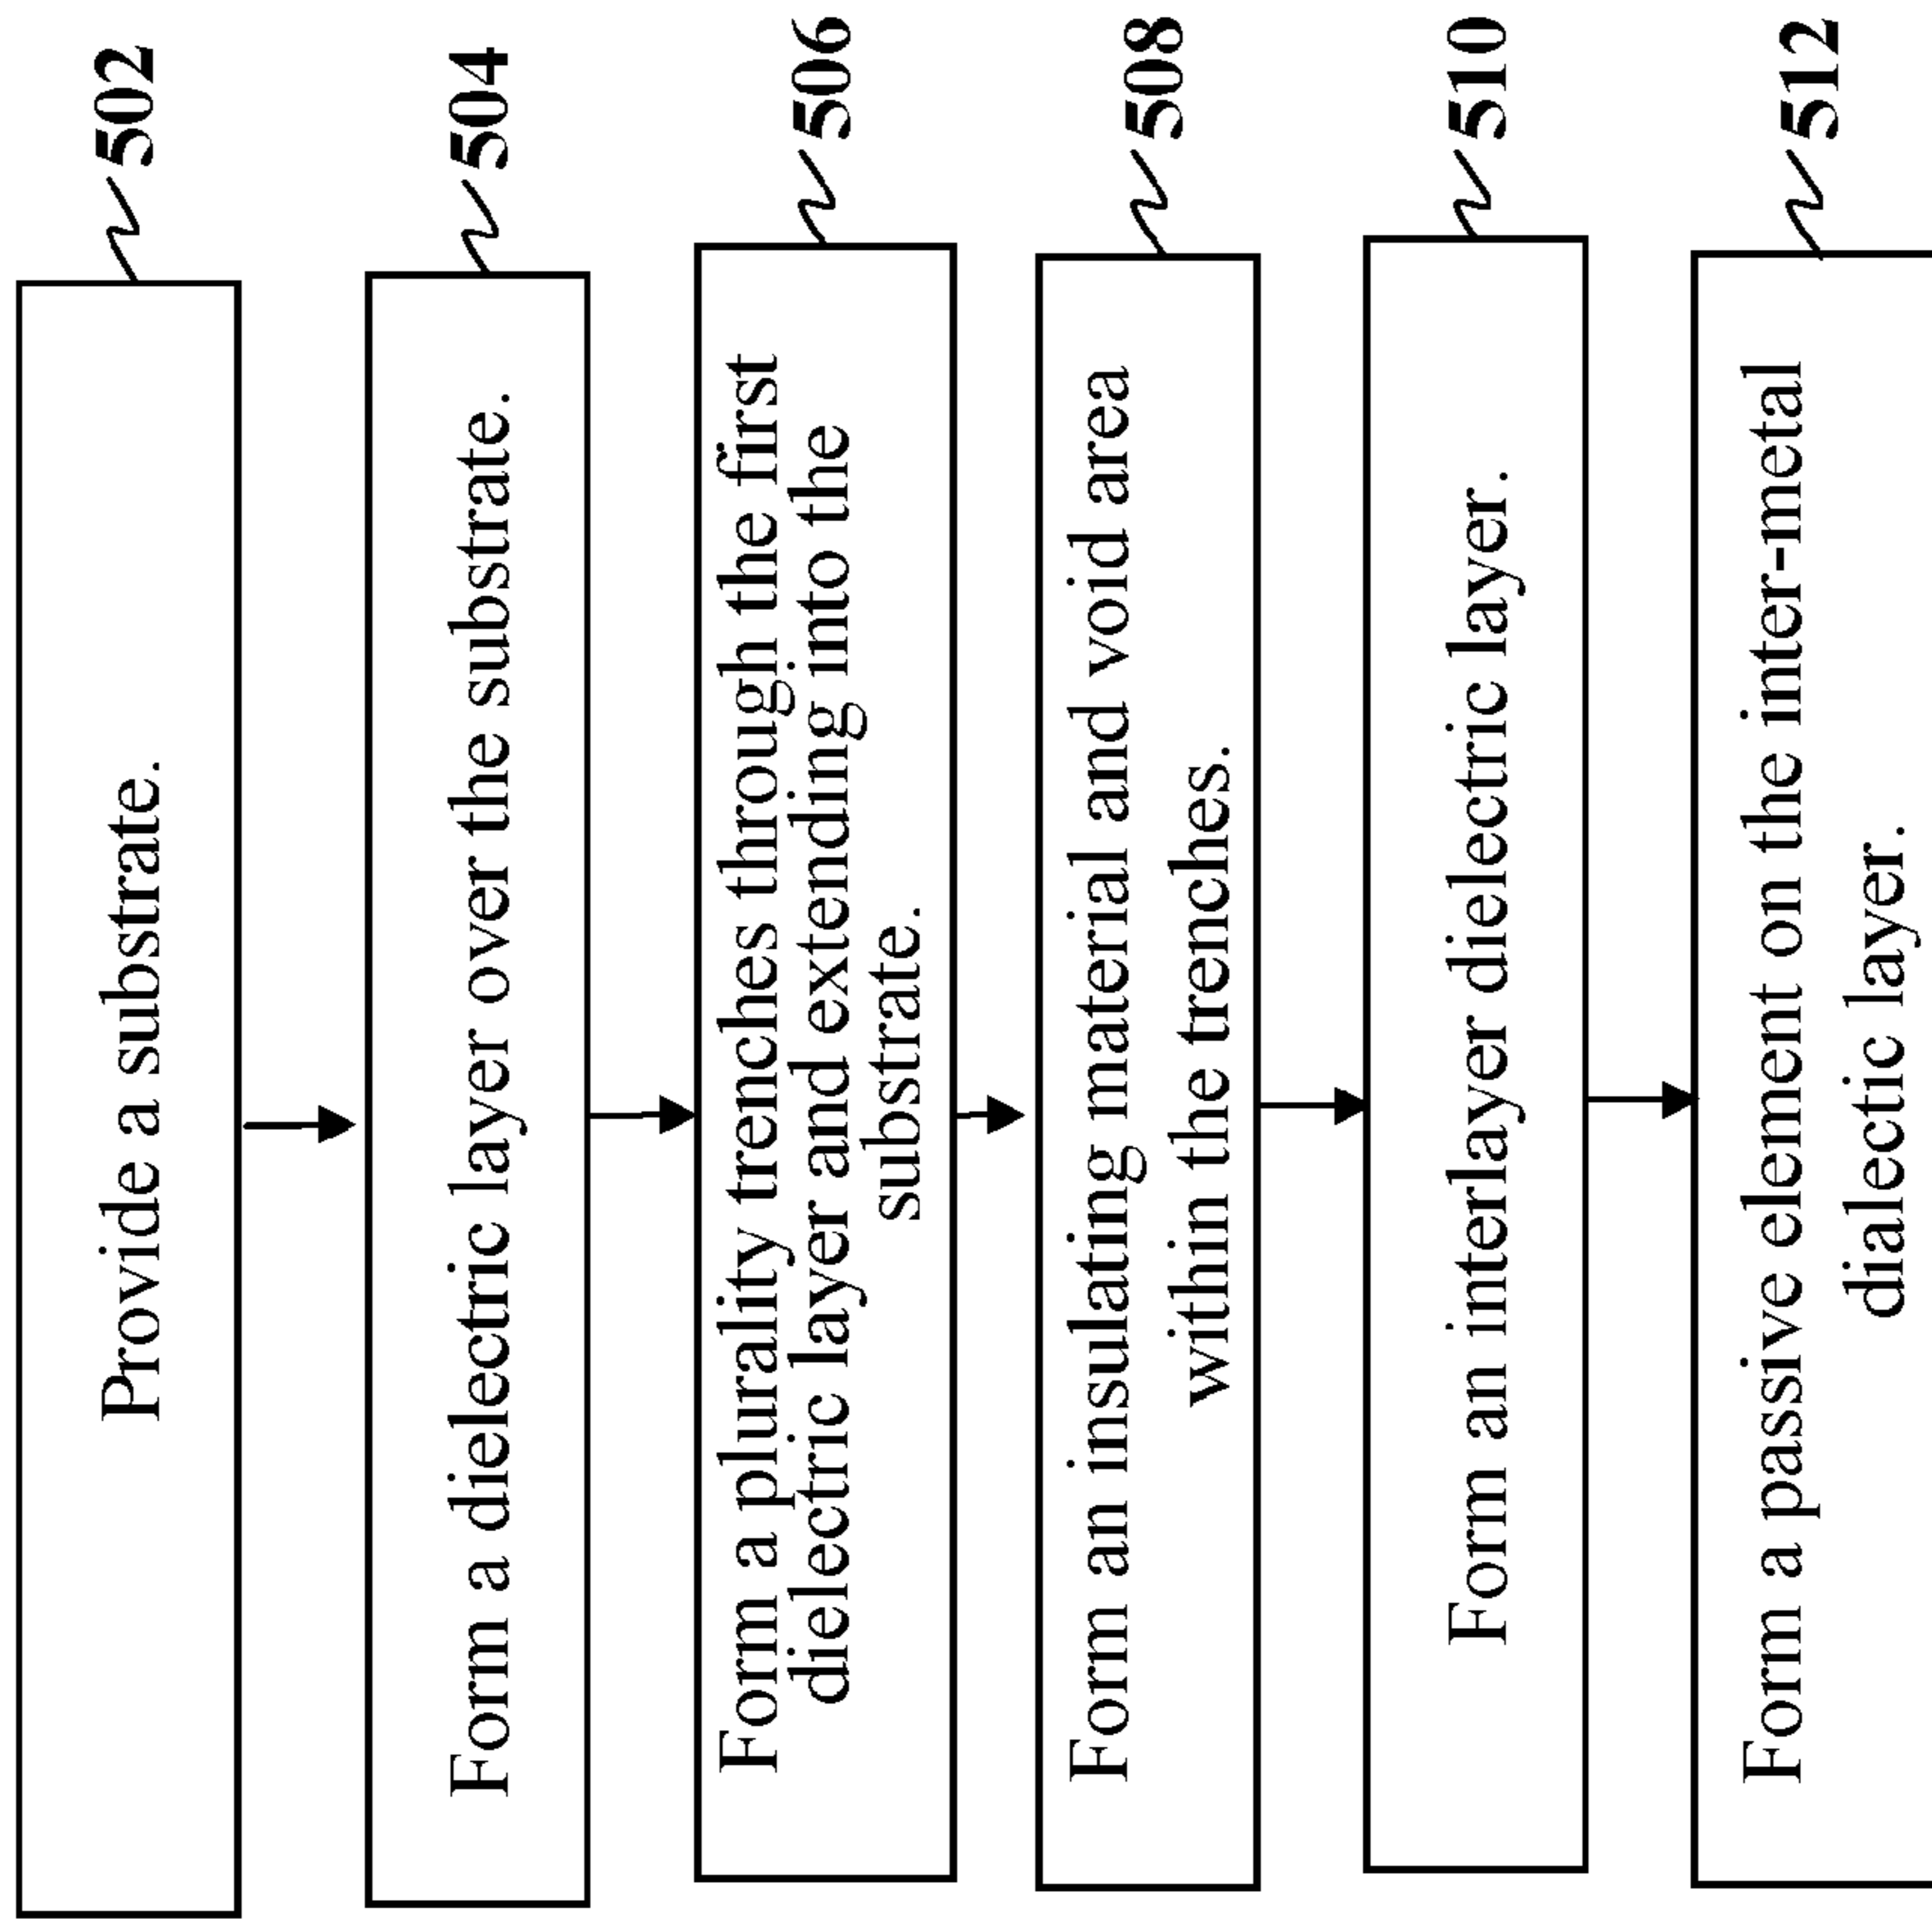 502
Provide a substrate.
504
Form a dielectric layer over the substrate.
506
Form a plurality trenches through the first
dielectric layer and extending into the
substrate.
508
Form an insulating material and void area
within the trenches.
510
Form an interlayer dielectric layer.
512
Form a passive element on the inter-metal
dialectic layer.